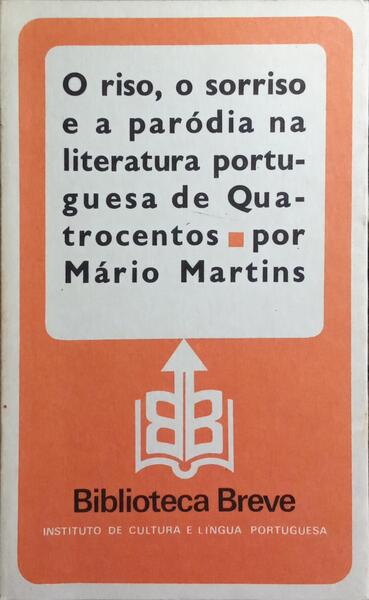 O riso, o sorriso
e a paródia na
literatura portu-
guesa de Qua-
trocentos ■ por
Mário Martins
BB
Biblioteca Breve
INSTITUTO DE CULTURA E LÍNGUA PORTUGUESA